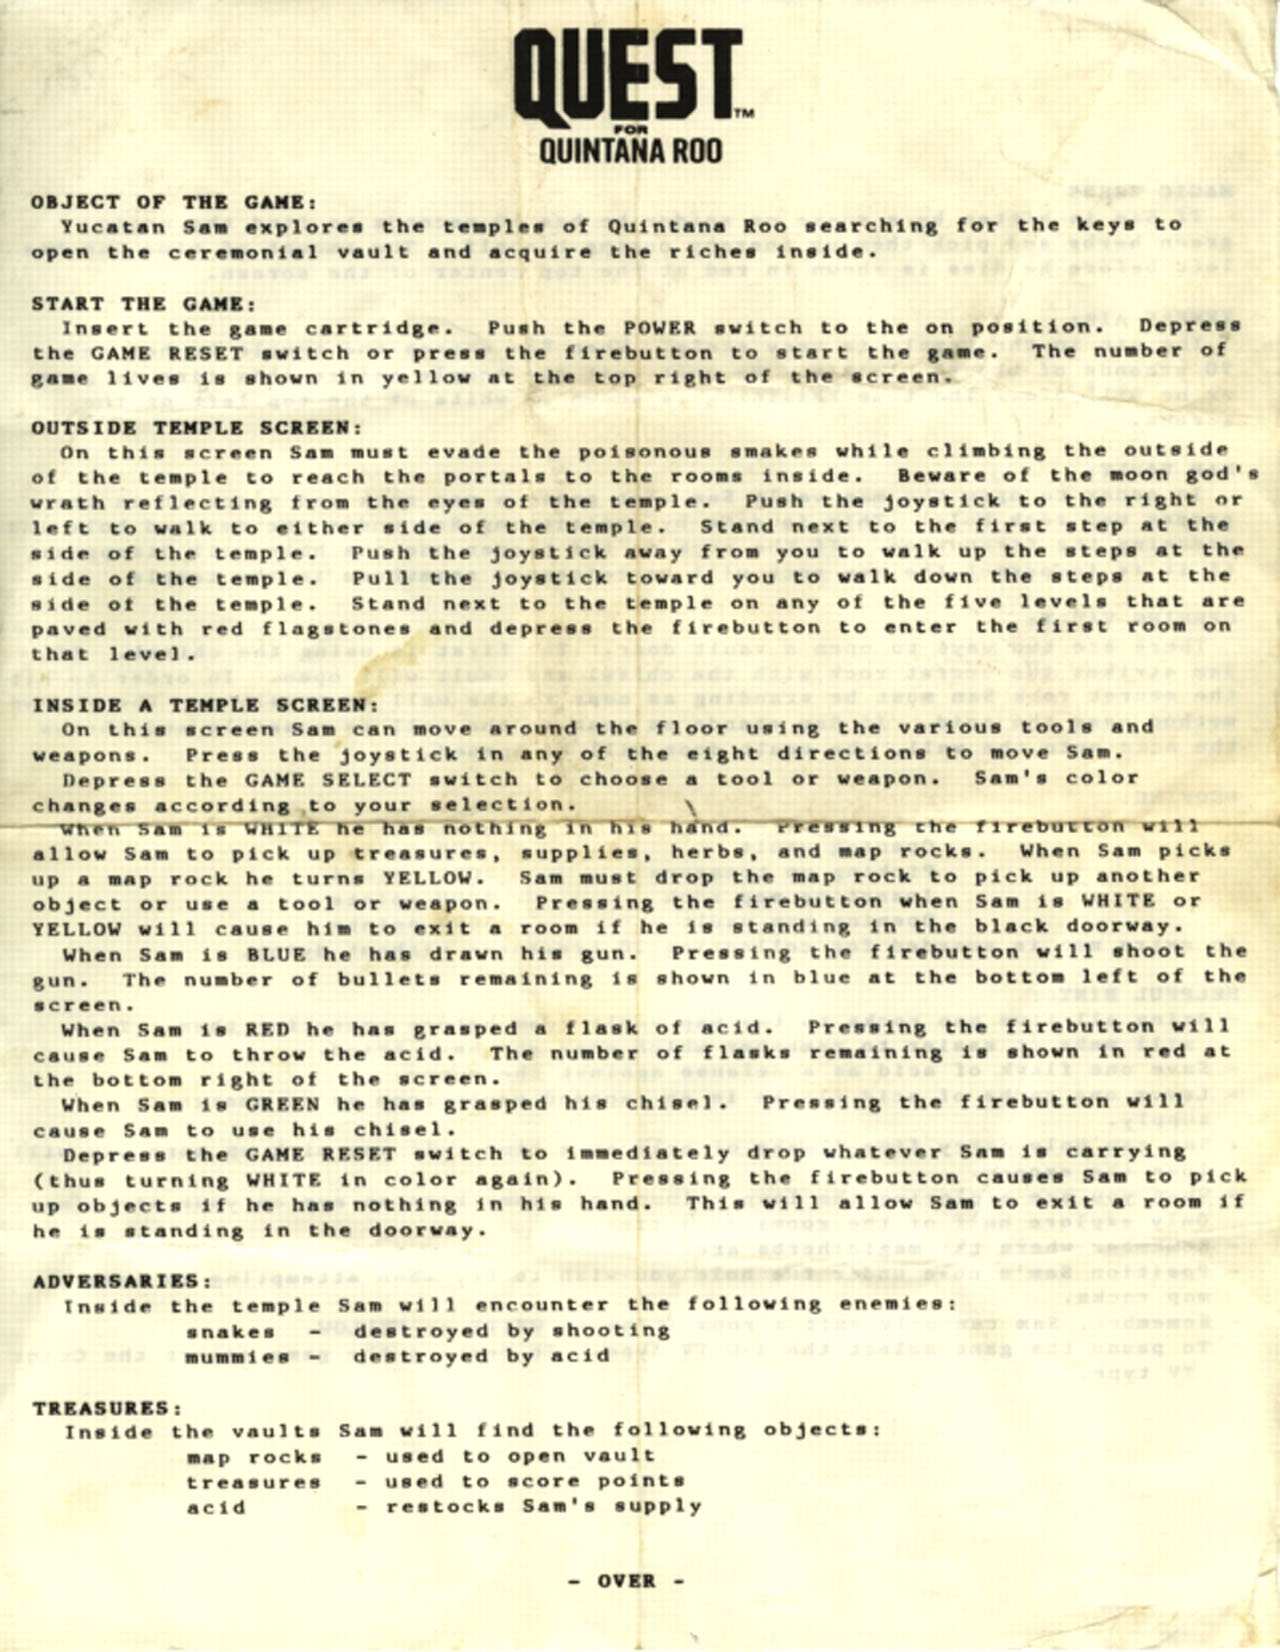 QUEST™
FOR
QUINTANA ROO
OBJECT OF THE GAME:
Yucatan Sam explores the temples of Quintana Roo searching for the keys to
open the ceremonial vault and acquire the riches inside.
START THE GAME:
Insert the game cartridge. Push the POWER switch to the on position. Depress
the GAME RESET switch or press the firebutton to start the game. The number of
game lives is shown in yellow at the top right of the screen.
OUTSIDE TEMPLE SCREEN:
On this screen Sam must evade the poisonous smakes while climbing the outside
of the temple to reach the portals to the rooms inside. Beware of the moon god's
wrath reflecting from the eyes of the temple. Push the joystick to the right or
left to walk to either side of the temple. Stand next to the first step at the
side of the temple. Push the joystick away from you to walk up the steps at the
side of the temple. Pull the joystick toward you to walk down the steps at the
side of the temple. Stand next to the temple on any of the five levels that are
paved with red flagstones and depress the firebutton to enter the first room on
that level.
INSIDE A TEMPLE SCREEN:
On this screen Sam can move around the floor using the various tools and
weapons. Press the joystick in any of the eight directions to move Sam.
Depress the GAME SELECT switch to choose a tool or weapon. Sam's color
changes according to your selection.
When Sam is WHITE he has nothing in his hand. Pressing the firebutton will
allow Sam to pick up treasures, supplies, herbs, and map rocks. When Sam picks
up a map rock he turns YELLOW. Sam must drop the map rock to pick up another
object or use a tool or weapon. Pressing the firebutton when Sam is WHITE or
YELLOW will cause him to exit a room if he is standing in the black doorway.
When Sam is BLUE he has drawn his gun. Pressing the firebutton will shoot the
gun. The number of bullets remaining is shown in blue at the bottom left of the
screen.
When Sam is RED he has grasped a flask of acid. Pressing the firebutton will
cause Sam to throw the acid. The number of flasks remaining is shown in red at
the bottom right of the screen.
When Sam is GREEN he has grasped his chisel. Pressing the firebutton will
cause Sam to use his chisel.
Depress the GAME RESET switch to immediately drop whatever Sam is carrying
(thus turning WHITE in color again). Pressing the firebutton causes Sam to pick
up objects if he has nothing in his hand. This will allow Sam to exit a room if
he is standing in the doorway.
ADVERSARIES:
Inside the temple Sam will encounter the following enemies:
snakes - destroyed by shooting
mummies - destroyed by acid
TREASURES:
Inside the vaults Sam will find the following objects:
map rocks - used to open vault
treasures - used to score points
acid - restocks Sam's supply
- OVER -